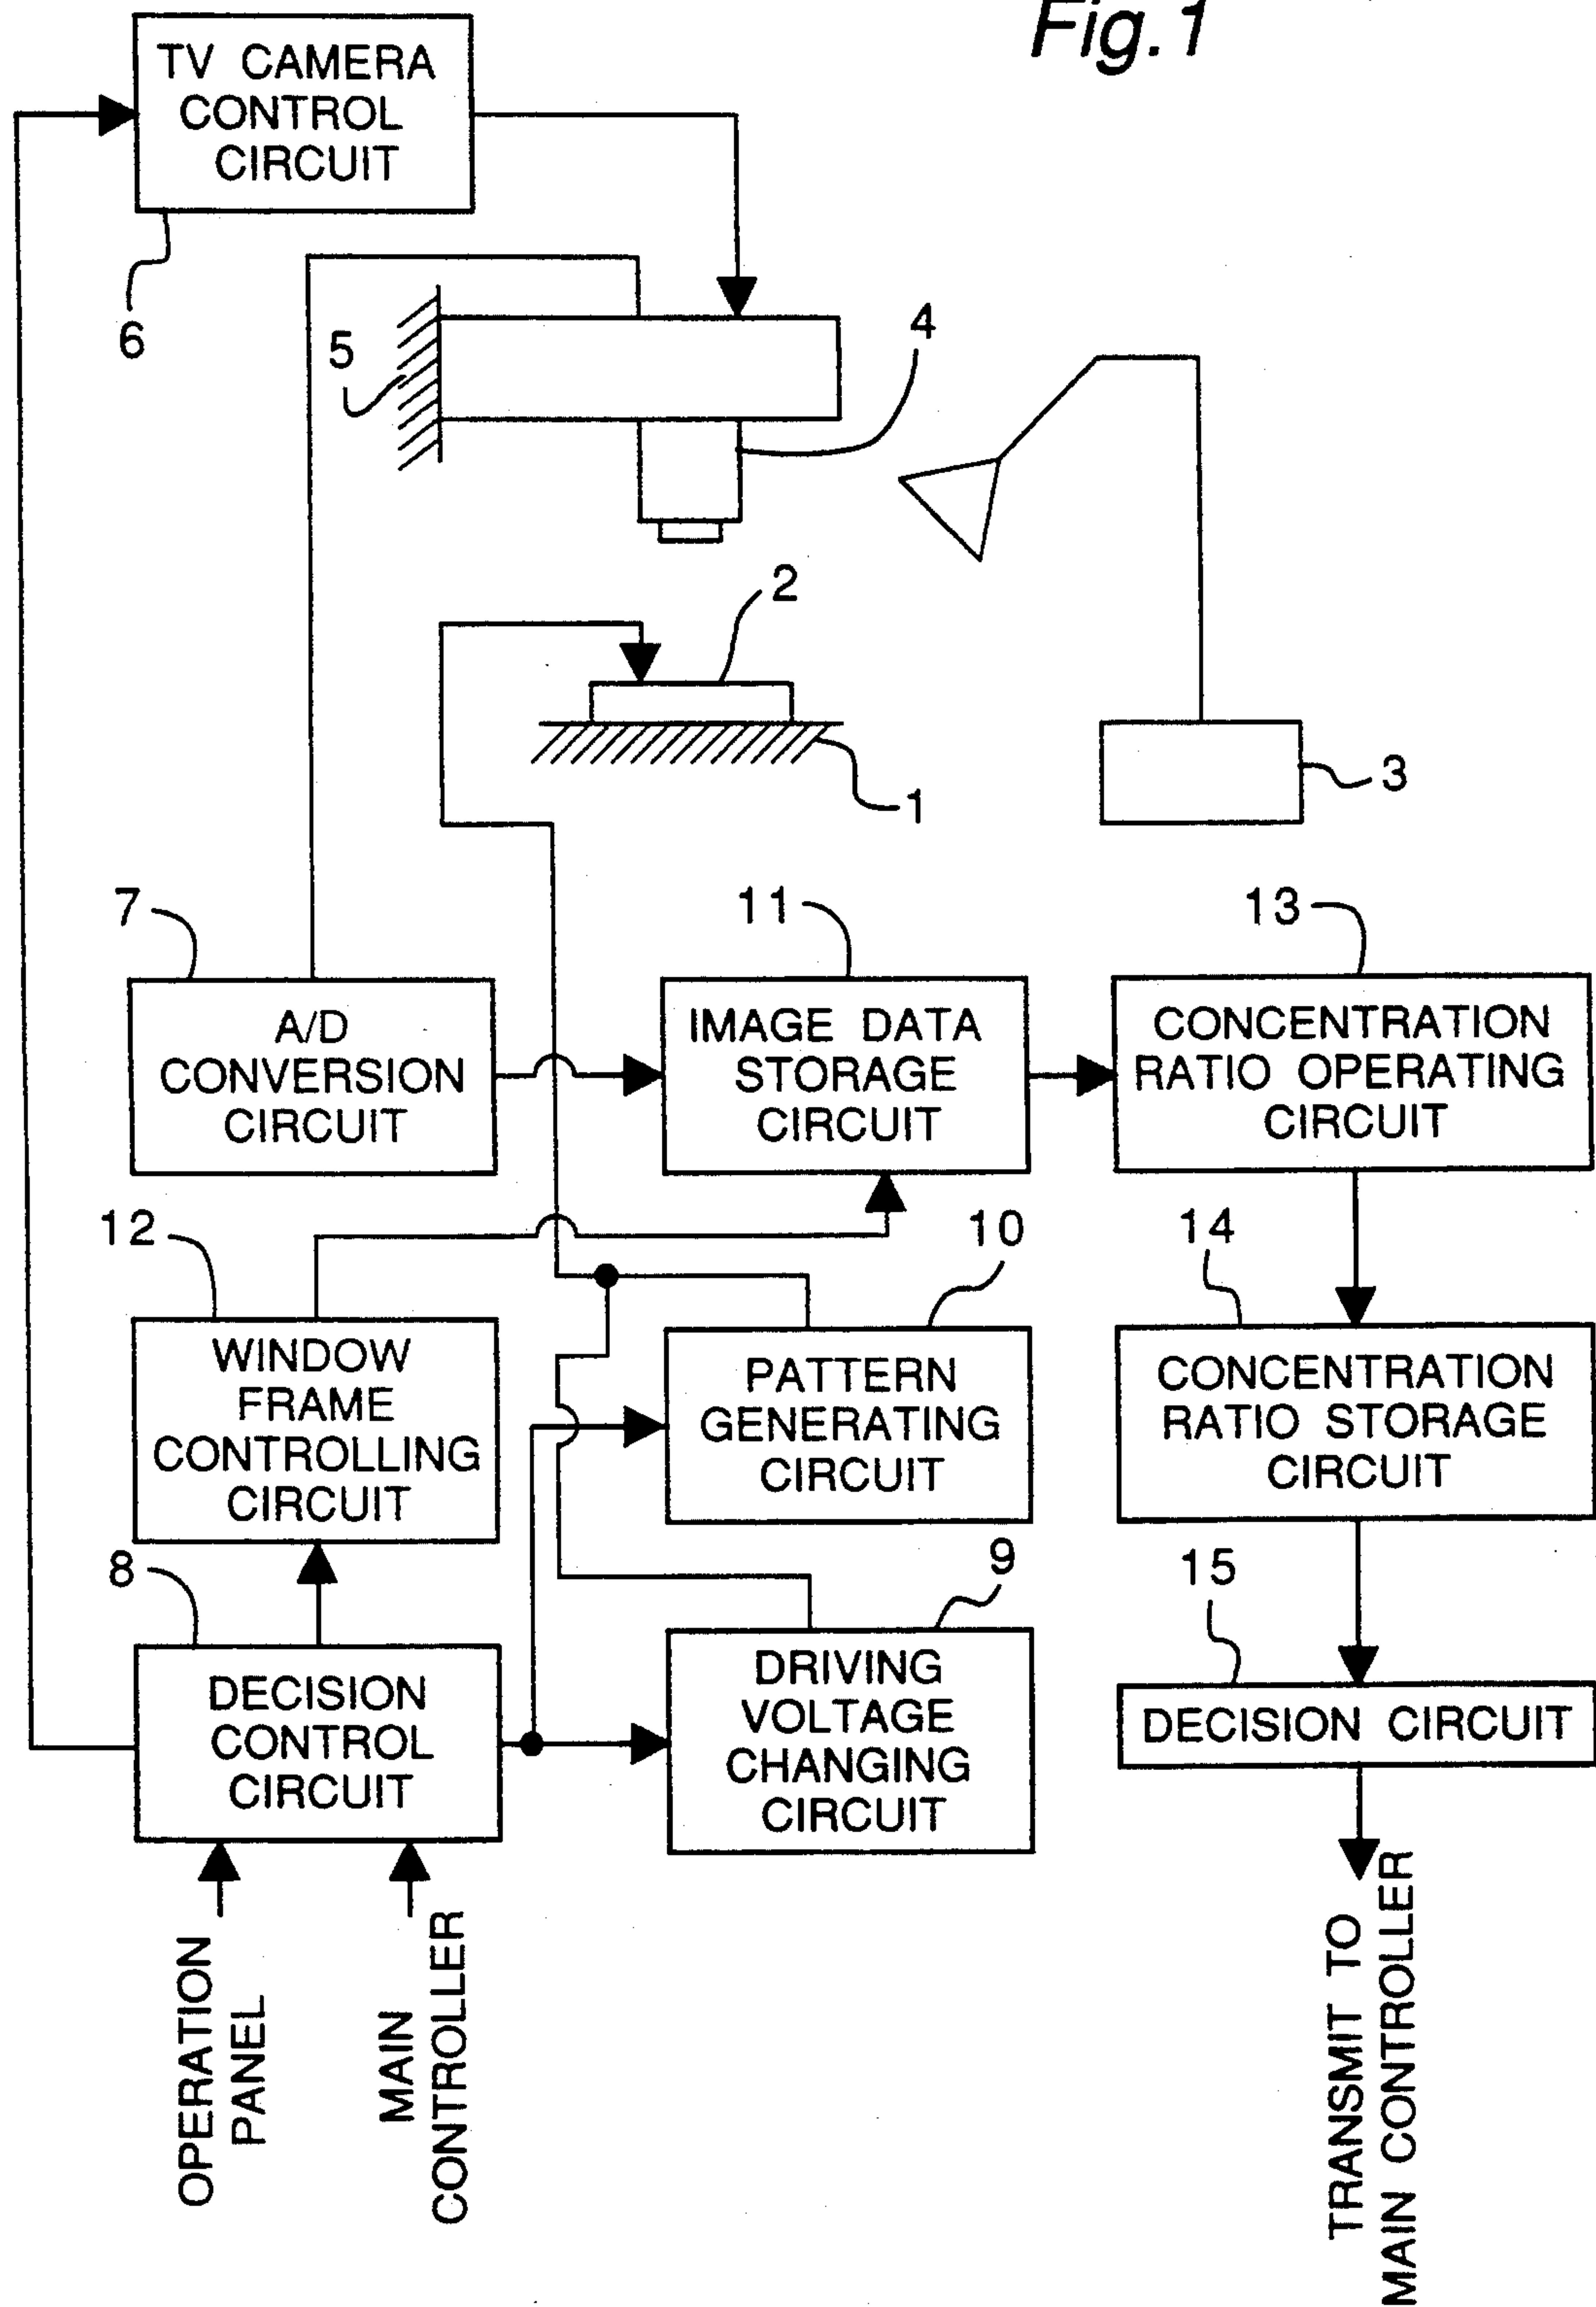 Fig.1
TV CAMERA
CONTROL
CIRCUIT
6
5
4
2
1
3
7
11
13
A/D
CONVERSION
CIRCUIT
IMAGE DATA
STORAGE
CIRCUIT
CONCENTRATION
RATIO OPERATING
CIRCUIT
12
10
14
WINDOW
FRAME
CONTROLLING
CIRCUIT
PATTERN
GENERATING
CIRCUIT
CONCENTRATION
RATIO STORAGE
CIRCUIT
8
9
15
DECISION
CONTROL
CIRCUIT
DRIVING
VOLTAGE
CHANGING
CIRCUIT
DECISION CIRCUIT
OPERATION
PANEL
MAIN
CONTROLLER
TRANSMIT TO
MAIN CONTROLLER